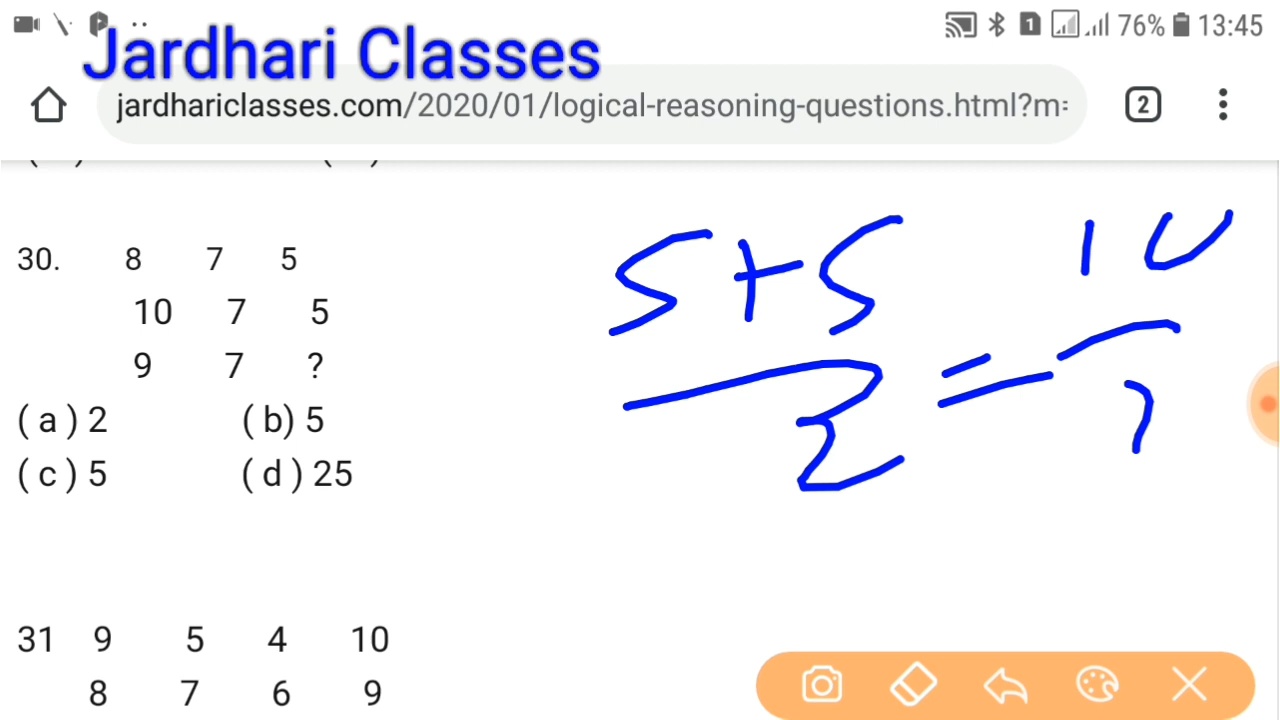 76% 13:45
Jardhari Classes
jardhariclasses.com/2020/01/logical-reasoning-questions.html?m=
2
30. 8 7 5
10 7 5
9 7 ?
( a ) 2 ( b) 5
( c ) 5 ( d ) 25
5+5 = 10
2
31 9 5 4 10
8 7 6 9